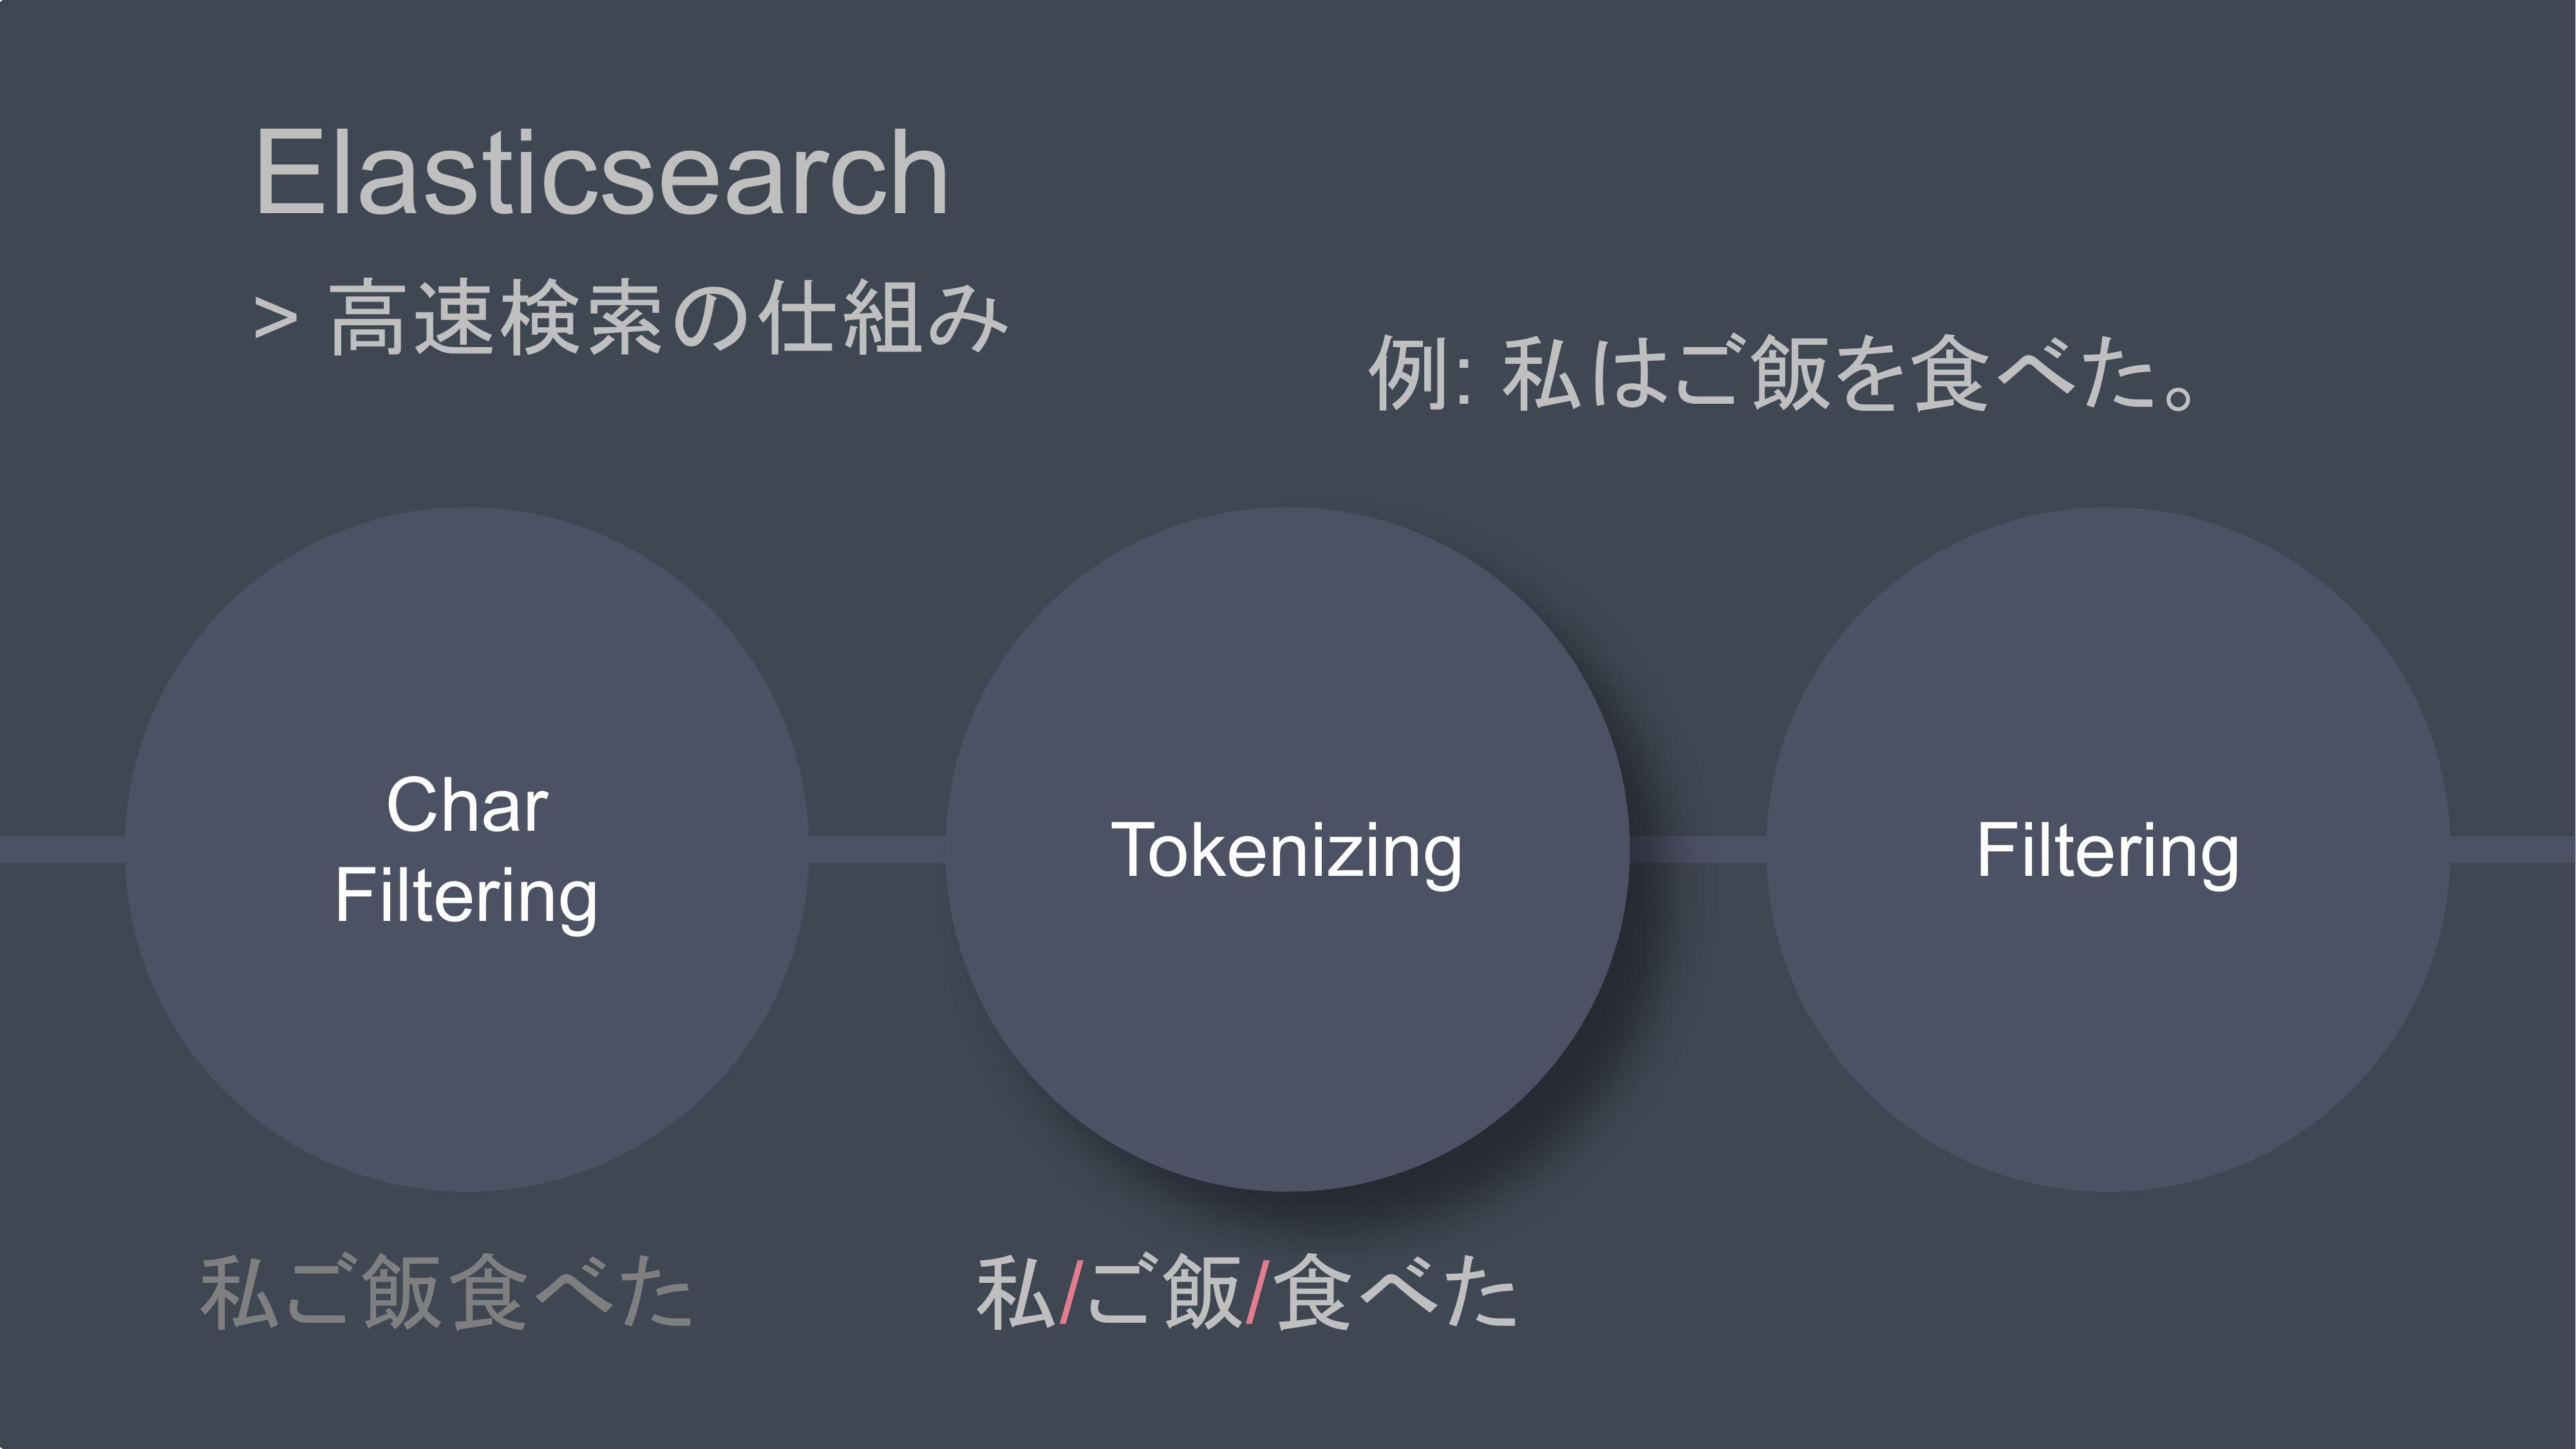 Elasticsearch
> 高速検索の仕組み
例: 私はご飯を食べた。
Char
Filtering
Tokenizing
Filtering
私ご飯食べた
私/ご飯/食べた